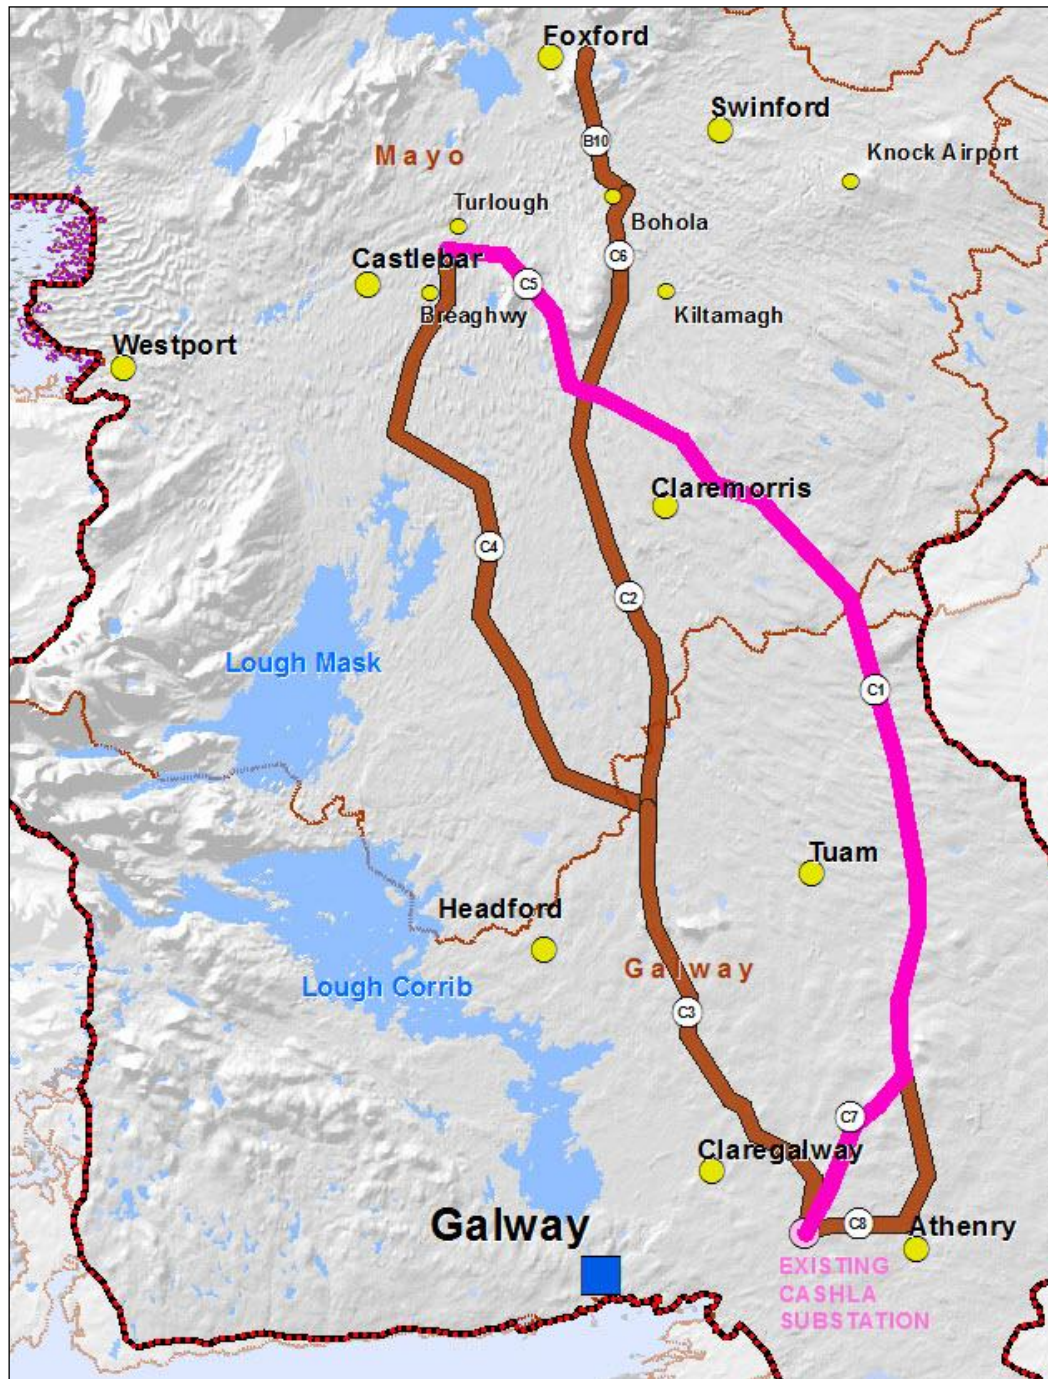 Foxford
Swinford
B10
Mayo
Knock Airport
Turlough
Bohola
Castlebar
C6
C5
Breaghwy
Kiltamagh
Westport
Claremorris
C4
C2
Lough Mask
C1
Tuam
Headford
Galway
Lough Corrib
C3
C7
Claregalway
Galway
C8
Athenry
EXISTING
CASHLA
SUBSTATION